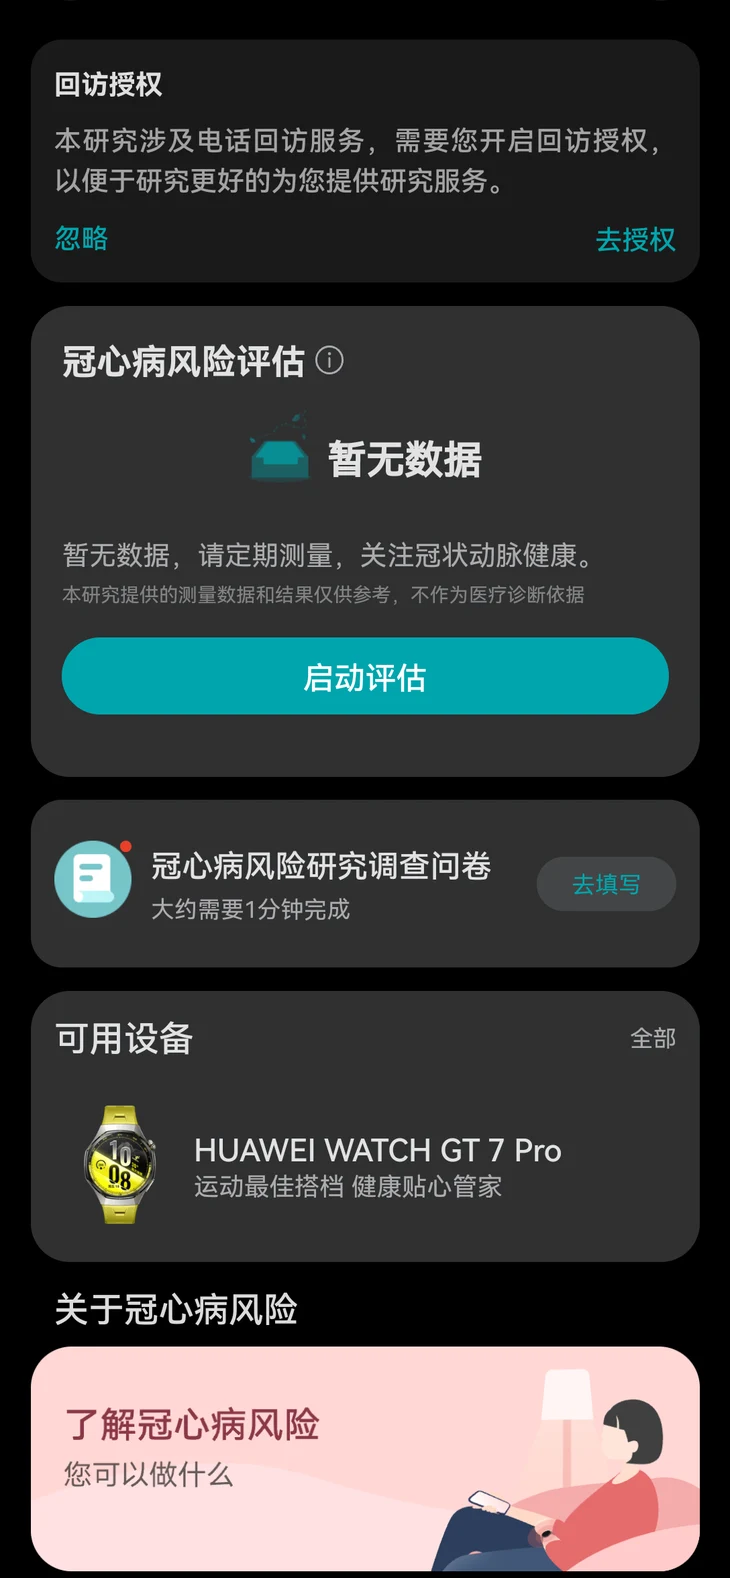 回访授权
本研究涉及电话回访服务，需要您开启回访授权，
以便于研究更好的为您提供研究服务。
忽略
去授权
冠心病风险评估
暂无数据
暂无数据，请定期测量，关注冠状动脉健康。
本研究提供的测量数据和结果仅供参考，不作为医疗诊断依据
启动评估
冠心病风险研究调查问卷
大约需要1分钟完成
去填写
可用设备
全部
10
08
HUAWEI WATCH GT 7 Pro
运动最佳搭档 健康贴心管家
关于冠心病风险
了解冠心病风险
您可以做什么